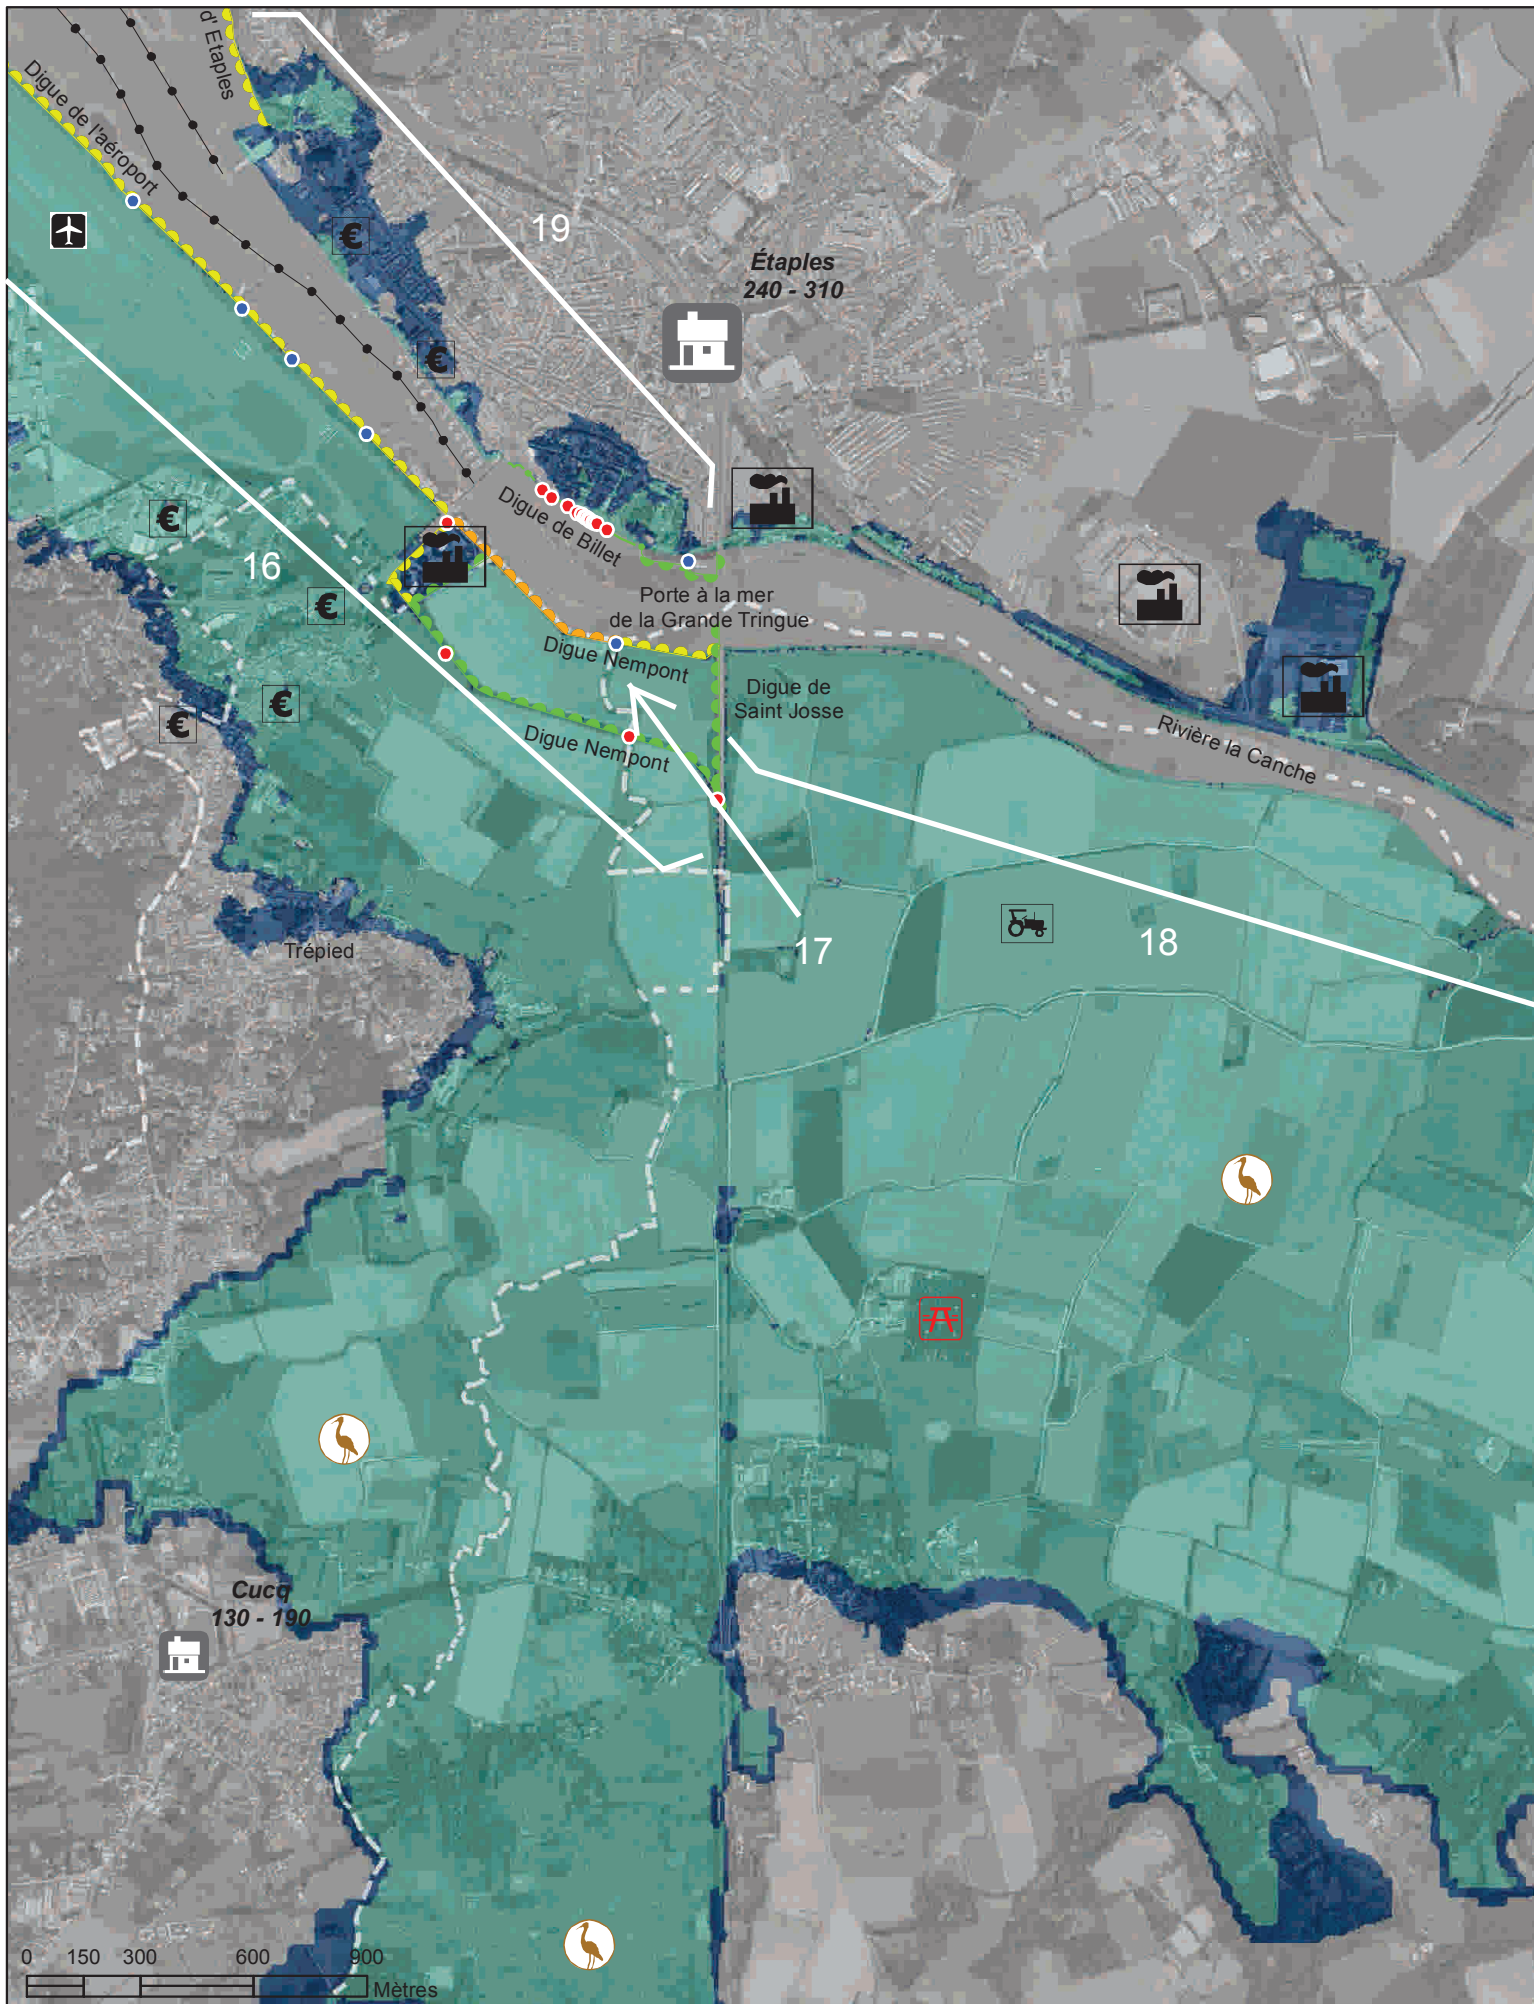 d' Etaples
Digue de l'aéroport
19
Étaples
240 - 310
€
€
Digue de Billet
€
16
€
Porte à la mer
de la Grande Tringue
Digue Nempont
Digue de
Saint Josse
€
€
Digue Nempont
Rivière la Canche
17
18
Trépied
Cucq
130 - 190
0 150 300 600 900
Mètres